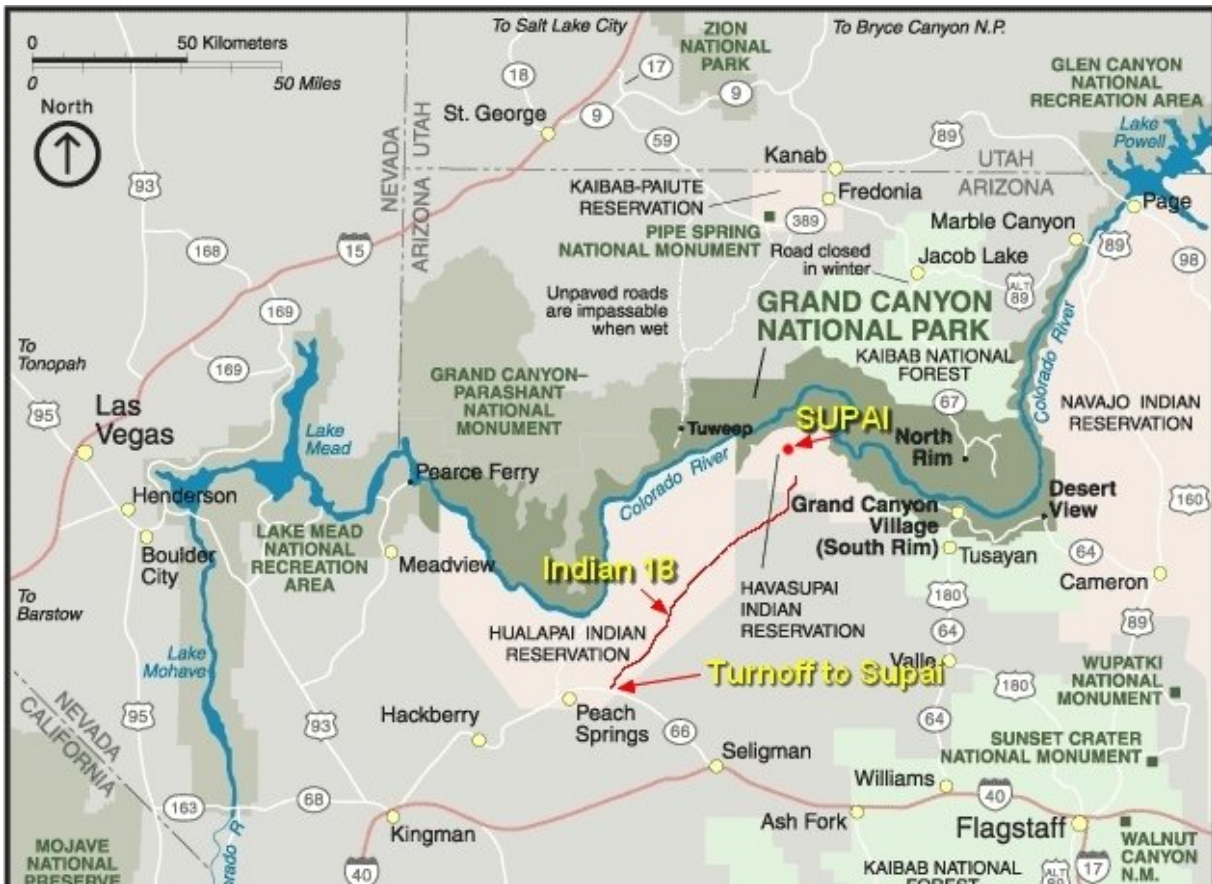 To Salt Lake City
ZION
NATIONAL
PARK
To Bryce Canyon N.P.
0 50 Kilometers
0 50 Miles
North
18
17
9
9
GLEN CANYON
NATIONAL
RECREATION AREA
St. George
59
89
Lake
Powell
93
NEVADA
UTAH
ARIZONA
Kanab
UTAH
ARIZONA
KAIBAB-PAIUTE
RESERVATION
Fredonia
Page
389
Marble Canyon
PIPE SPRING
NATIONAL MONUMENT
89
168
15
Road closed
in winter
Jacob Lake
98
ALT
89
Unpaved roads
are impassable
when wet
GRAND CANYON
NATIONAL PARK
169
Colorado River
To
Tonopah
169
KAIBAB NATIONAL
FOREST
GRAND CANYON–
PARASHANT
NATIONAL
MONUMENT
67
NAVAJO INDIAN
RESERVATION
95
Las
Vegas
Lake
Mead
Tuweep
SUPAI
North
Rim
Pearce Ferry
Colorado River
Henderson
Grand Canyon
Village
(South Rim)
Desert
View
160
LAKE MEAD
NATIONAL
RECREATION
AREA
Boulder
City
Meadview
Indian 18
Tusayan
64
Cameron
To
Barstow
HAVASUPAI
INDIAN
RESERVATION
180
64
89
HUALAPAI INDIAN
RESERVATION
Lake
Mohave
Turnoff to Supai
Valle
180
WUPATKI
NATIONAL
MONUMENT
95
93
Hackberry
Peach
Springs
66
64
NEVADA
CALIFORNIA
SUNSET CRATER
NATIONAL MONUMENT
Seligman
Williams
40
163
68
Kingman
Ash Fork
Flagstaff
WALNUT
CANYON
N.M.
MOJAVE
NATIONAL
PRESERVE
40
KAIBAB NATIONAL
FOREST
ALT
89
17